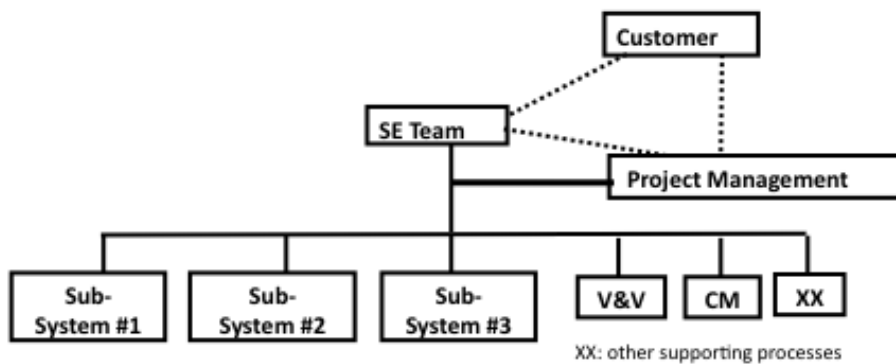 Customer
SE Team
Project Management
Sub-
System #1
Sub-
System #2
Sub-
System #3
V&V
CM
XX
XX: other supporting processes